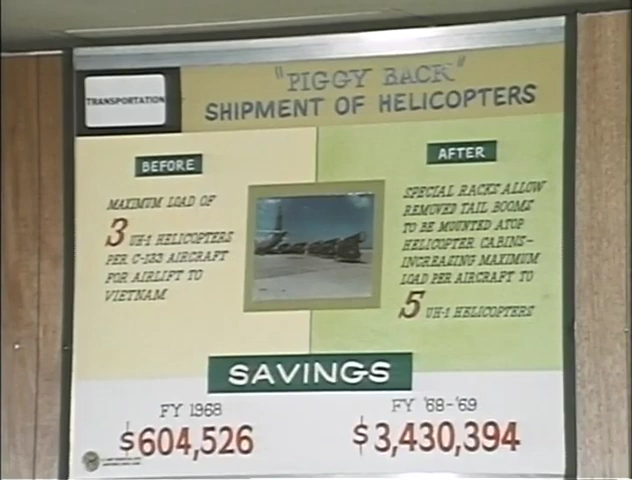 TRANSPORTATION
"PIGGY BACK"
SHIPMENT OF HELICOPTERS
BEFORE
MAXIMUM LOAD OF
3 UH-1 HELICOPTERS
PER C-133 AIRCRAFT
FOR AIRLIFT TO
VIETNAM
AFTER
SPECIAL RACKS ALLOW
REMOVED TAIL BOOMS
TO BE MOUNTED ATOP
HELICOPTER CABINS-
INCREASING MAXIMUM
LOAD PER AIRCRAFT TO
5 UH-1 HELICOPTERS
SAVINGS
FY 1968
$604,526
FY '68-'69
$3,430,394